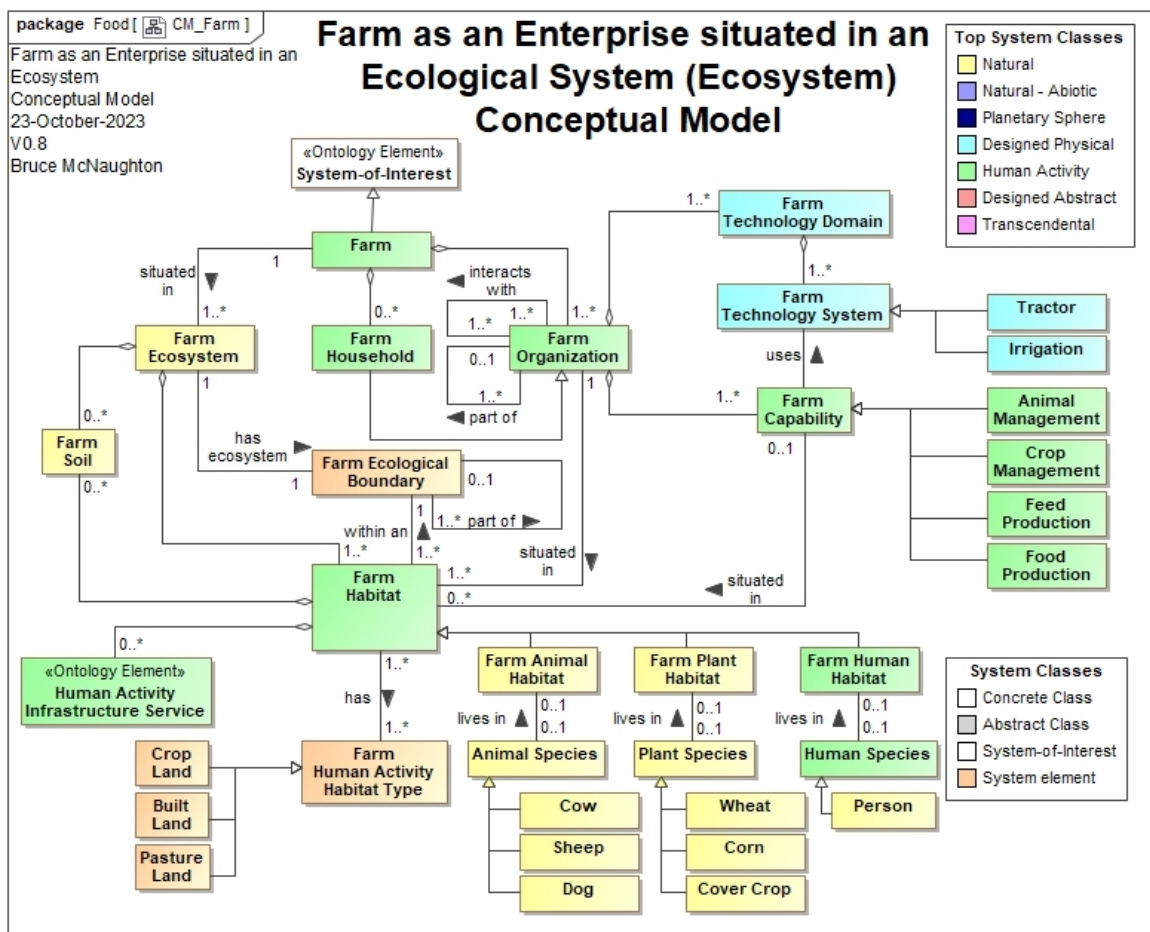 package Food [ CM_Farm ]
Farm as an Enterprise situated in an
Ecosystem
Conceptual Model
23-October-2023
V0.8
Bruce McNaughton
Farm as an Enterprise situated in an
Ecological System (Ecosystem)
Conceptual Model
Top System Classes
Natural
Natural - Abiotic
Planetary Sphere
Designed Physical
Human Activity
Designed Abstract
Transcendental
«Ontology Element»
System-of-Interest
Farm
1
situated
in
1..*
0..*
interacts
with
1..*
1..*
1..*
0..1
1..*
part of
1
Farm
Ecosystem
Farm
Household
Farm
Organization
1..*
Farm
Technology Domain
1..*
Farm
Technology System
Tractor
Irrigation
uses
1..*
Farm
Capability
0..1
Animal
Management
Crop
Management
Feed
Production
Food
Production
0..*
Farm
Soil
0..*
1
has
ecosystem
1
Farm Ecological
Boundary
0..1
1..*
part of
1
within an
1..*
1..*
situated
in
1..*
0..*
situated
in
Farm
Habitat
0..*
«Ontology Element»
Human Activity
Infrastructure Service
1..*
has
1..*
Farm
Human Activity
Habitat Type
Crop
Land
Built
Land
Pasture
Land
Farm Animal
Habitat
Farm Plant
Habitat
Farm Human
Habitat
lives in
0..1
0..1
lives in
0..1
0..1
lives in
0..1
0..1
Animal Species
Plant Species
Human Species
Cow
Sheep
Dog
Wheat
Corn
Cover Crop
Person
System Classes
Concrete Class
Abstract Class
System-of-Interest
System element